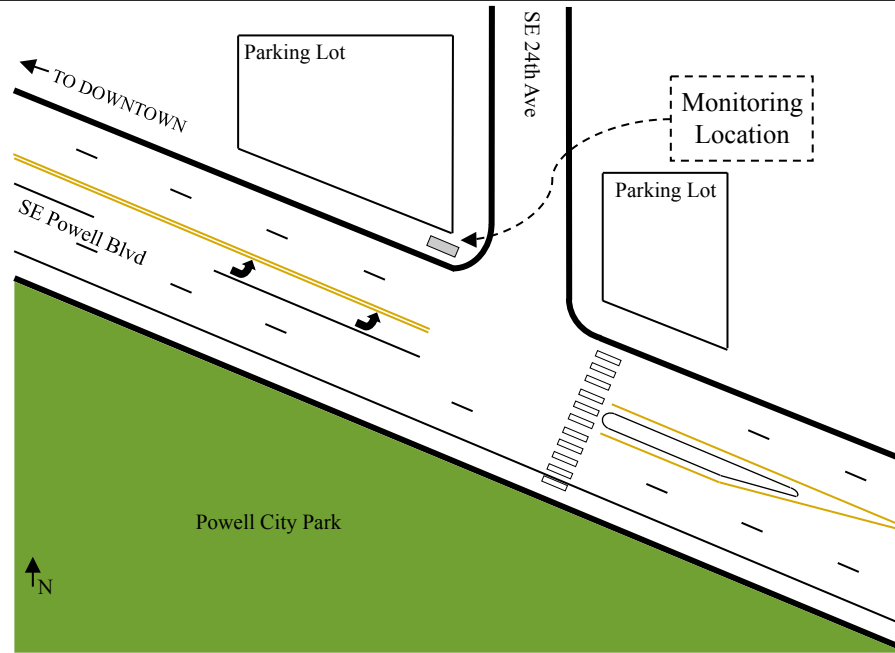 Parking Lot
SE 24th Ave
TO DOWNTOWN
Monitoring
Location
Parking Lot
SE Powell Blvd
Powell City Park
N